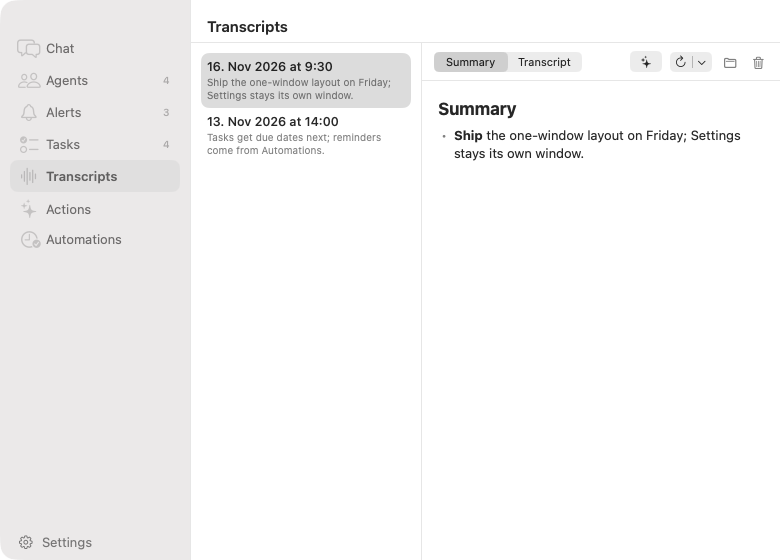 Transcripts
Chat
Agents 4
Alerts 3
Tasks 4
Transcripts
Actions
Automations
Settings
16. Nov 2026 at 9:30
Ship the one-window layout on Friday;
Settings stays its own window.
13. Nov 2026 at 14:00
Tasks get due dates next; reminders
come from Automations.
Summary Transcript
Summary
• Ship the one-window layout on Friday; Settings
stays its own window.